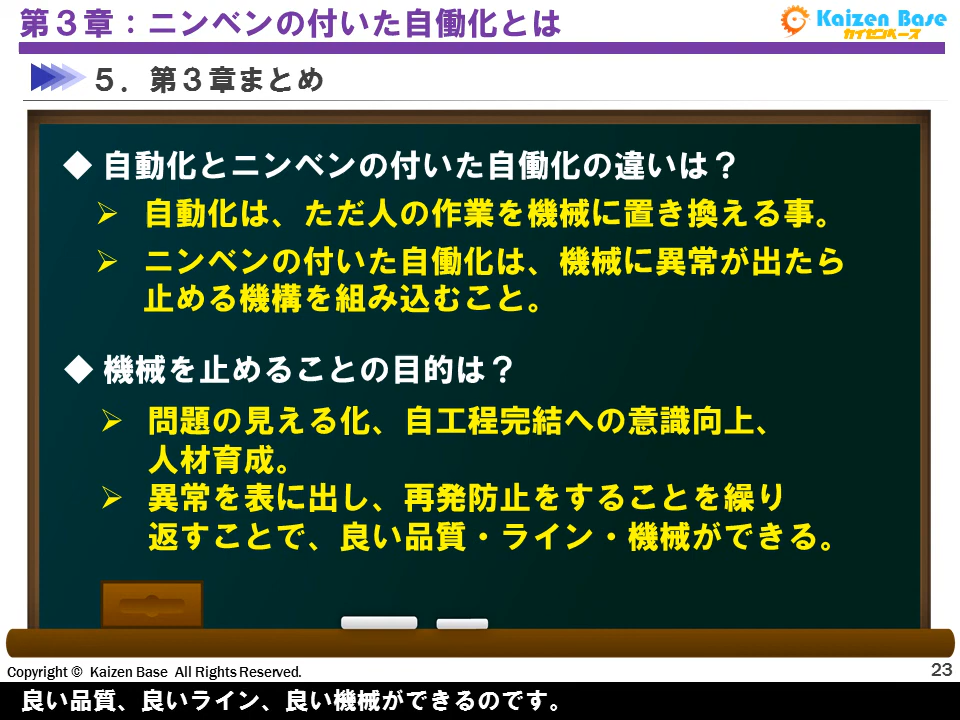 第３章：ニンベンの付いた自働化とは
Kaizen Base
カイゼンベース
５．第３章まとめ
◆ 自動化とニンベンの付いた自働化の違いは？
➢ 自動化は、ただ人の作業を機械に置き換える事。
➢ ニンベンの付いた自働化は、機械に異常が出たら
止める機構を組み込むこと。
◆ 機械を止めることの目的は？
➢ 問題の見える化、自工程完結への意識向上、
人材育成。
➢ 異常を表に出し、再発防止をすることを繰り
返すことで、良い品質・ライン・機械ができる。
Copyright © Kaizen Base All Rights Reserved.
23
良い品質、良いライン、良い機械ができるのです。